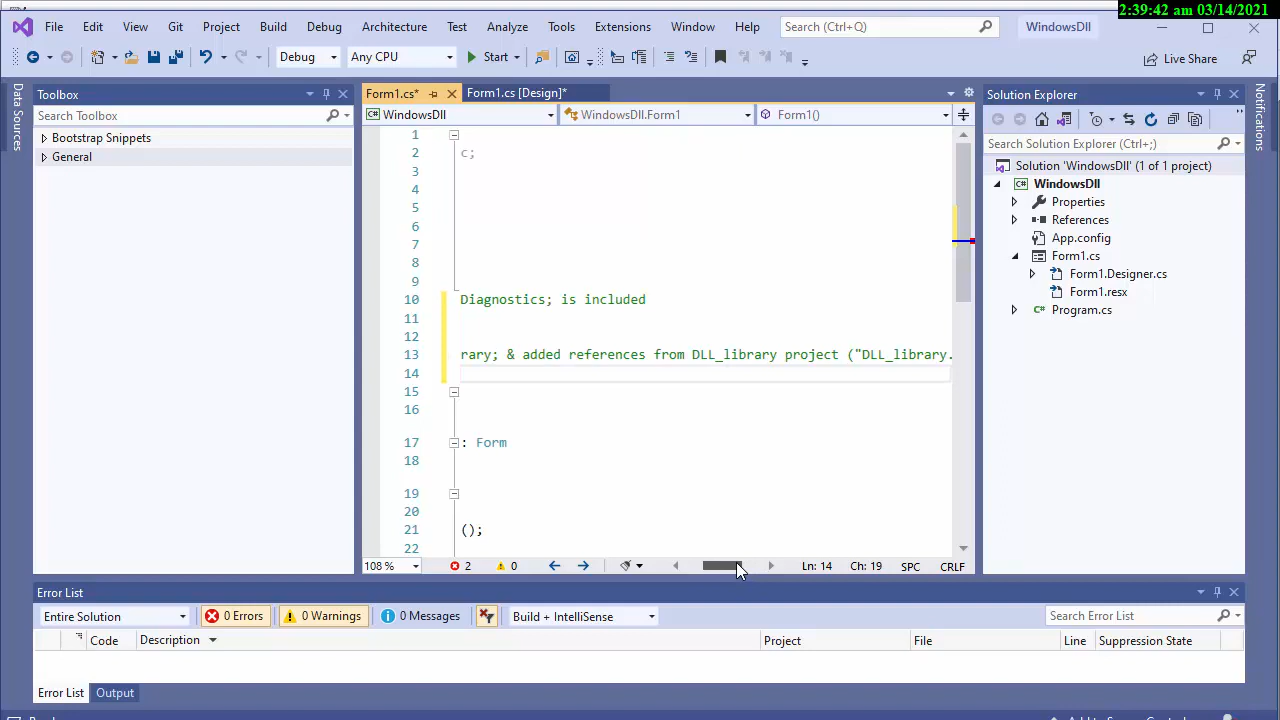 2:39:42 am 03/14/2021
File Edit View Git Project Build Debug Architecture Test Analyze Tools Extensions Window Help Search (Ctrl+Q) WindowsDll
Debug Any CPU Start Live Share
Data Sources
Toolbox
Search Toolbox
Bootstrap Snippets
General
Form1.cs* Form1.cs [Design]*
WindowsDll WindowsDll.Form1 Form1()
1
2 c;
3
4
5
6
7
8
9
10 Diagnostics; is included
11
12
13 rary; & added references from DLL_library project ("DLL_library.
14
15
16
17 : Form
18
19
20
21 ();
22
108 % 2 0 Ln: 14 Ch: 19 SPC CRLF
Solution Explorer
Search Solution Explorer (Ctrl+;)
Solution 'WindowsDll' (1 of 1 project)
WindowsDll
Properties
References
App.config
Form1.cs
Form1.Designer.cs
Form1.resx
Program.cs
Notifications
Error List
Entire Solution 0 Errors 0 Warnings 0 Messages Build + IntelliSense Search Error List
Code Description Project File Line Suppression State
Error List Output